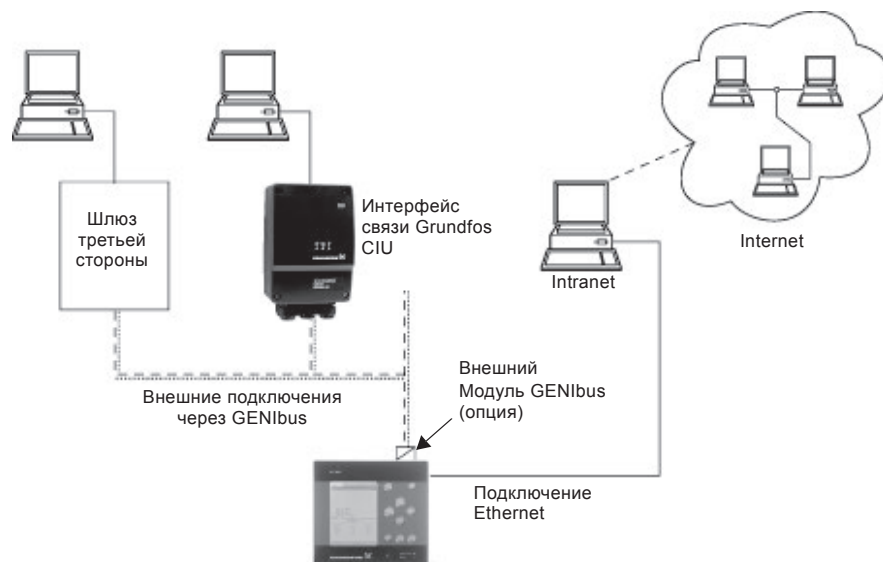 Шлюз
третьей
стороны
Интерфейс
связи Grundfos
CIU
Internet
Intranet
Внешние подключения
через GENIbus
Внешний
Модуль GENIbus
(опция)
Подключение
Ethernet